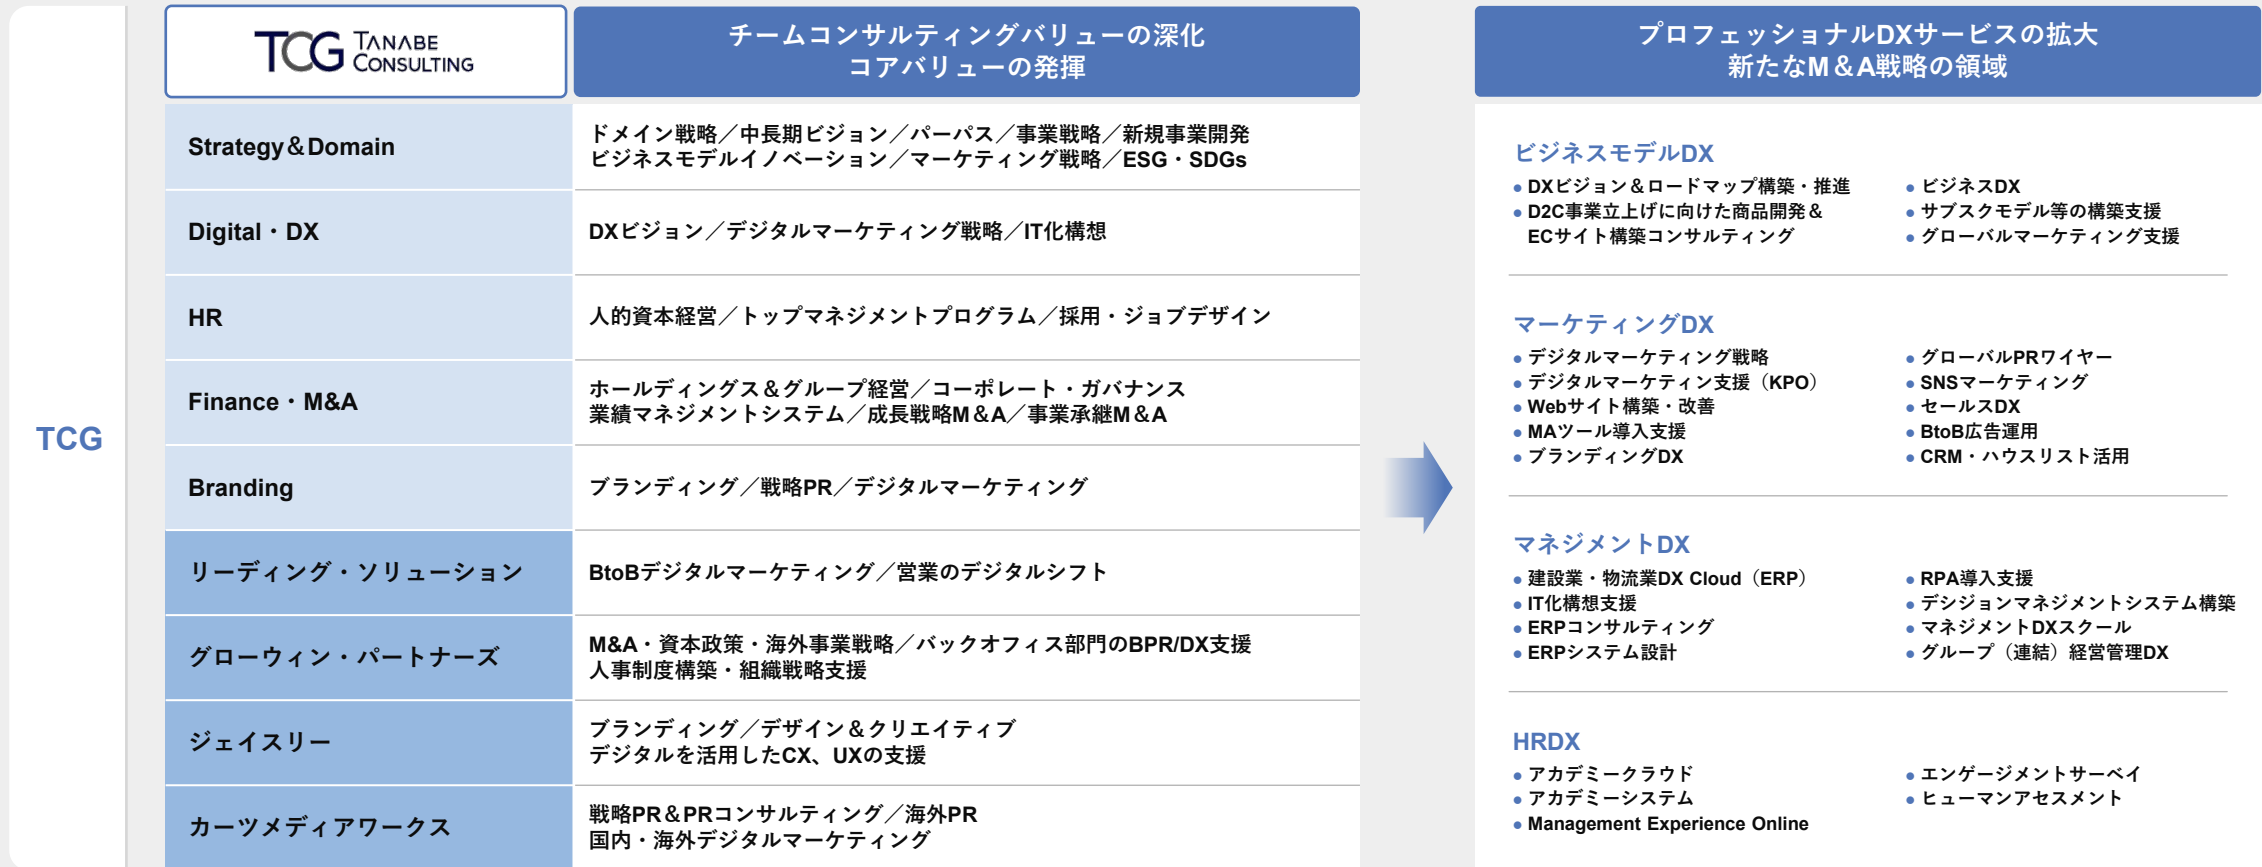 TCG
TCG TANABE CONSULTING
チームコンサルティングバリューの深化
コアバリューの発揮
Strategy＆Domain
ドメイン戦略／中長期ビジョン／パーパス／事業戦略／新規事業開発
ビジネスモデルイノベーション／マーケティング戦略／ESG・SDGs
Digital・DX
DXビジョン／デジタルマーケティング戦略／IT化構想
HR
人的資本経営／トップマネジメントプログラム／採用・ジョブデザイン
Finance・M&A
ホールディングス＆グループ経営／コーポレート・ガバナンス
業績マネジメントシステム／成長戦略M＆A／事業承継M＆A
Branding
ブランディング／戦略PR／デジタルマーケティング
リーディング・ソリューション
BtoBデジタルマーケティング／営業のデジタルシフト
グローウィン・パートナーズ
M&A・資本政策・海外事業戦略／バックオフィス部門のBPR/DX支援
人事制度構築・組織戦略支援
ジェイスリー
ブランディング／デザイン＆クリエイティブ
デジタルを活用したCX、UXの支援
カーツメディアワークス
戦略PR＆PRコンサルティング／海外PR
国内・海外デジタルマーケティング
プロフェッショナルDXサービスの拡大
新たなM＆A戦略の領域
ビジネスモデルDX
● DXビジョン＆ロードマップ構築・推進
● D2C事業立上げに向けた商品開発＆
ECサイト構築コンサルティング
● ビジネスDX
● サブスクモデル等の構築支援
● グローバルマーケティング支援
マーケティングDX
● デジタルマーケティング戦略
● デジタルマーケティン支援（KPO）
● Webサイト構築・改善
● MAツール導入支援
● ブランディングDX
● グローバルPRワイヤー
● SNSマーケティング
● セールスDX
● BtoB広告運用
● CRM・ハウスリスト活用
マネジメントDX
● 建設業・物流業DX Cloud（ERP）
● IT化構想支援
● ERPコンサルティング
● ERPシステム設計
● RPA導入支援
● デシジョンマネジメントシステム構築
● マネジメントDXスクール
● グループ（連結）経営管理DX
HRDX
● アカデミークラウド
● アカデミーシステム
● Management Experience Online
● エンゲージメントサーベイ
● ヒューマンアセスメント